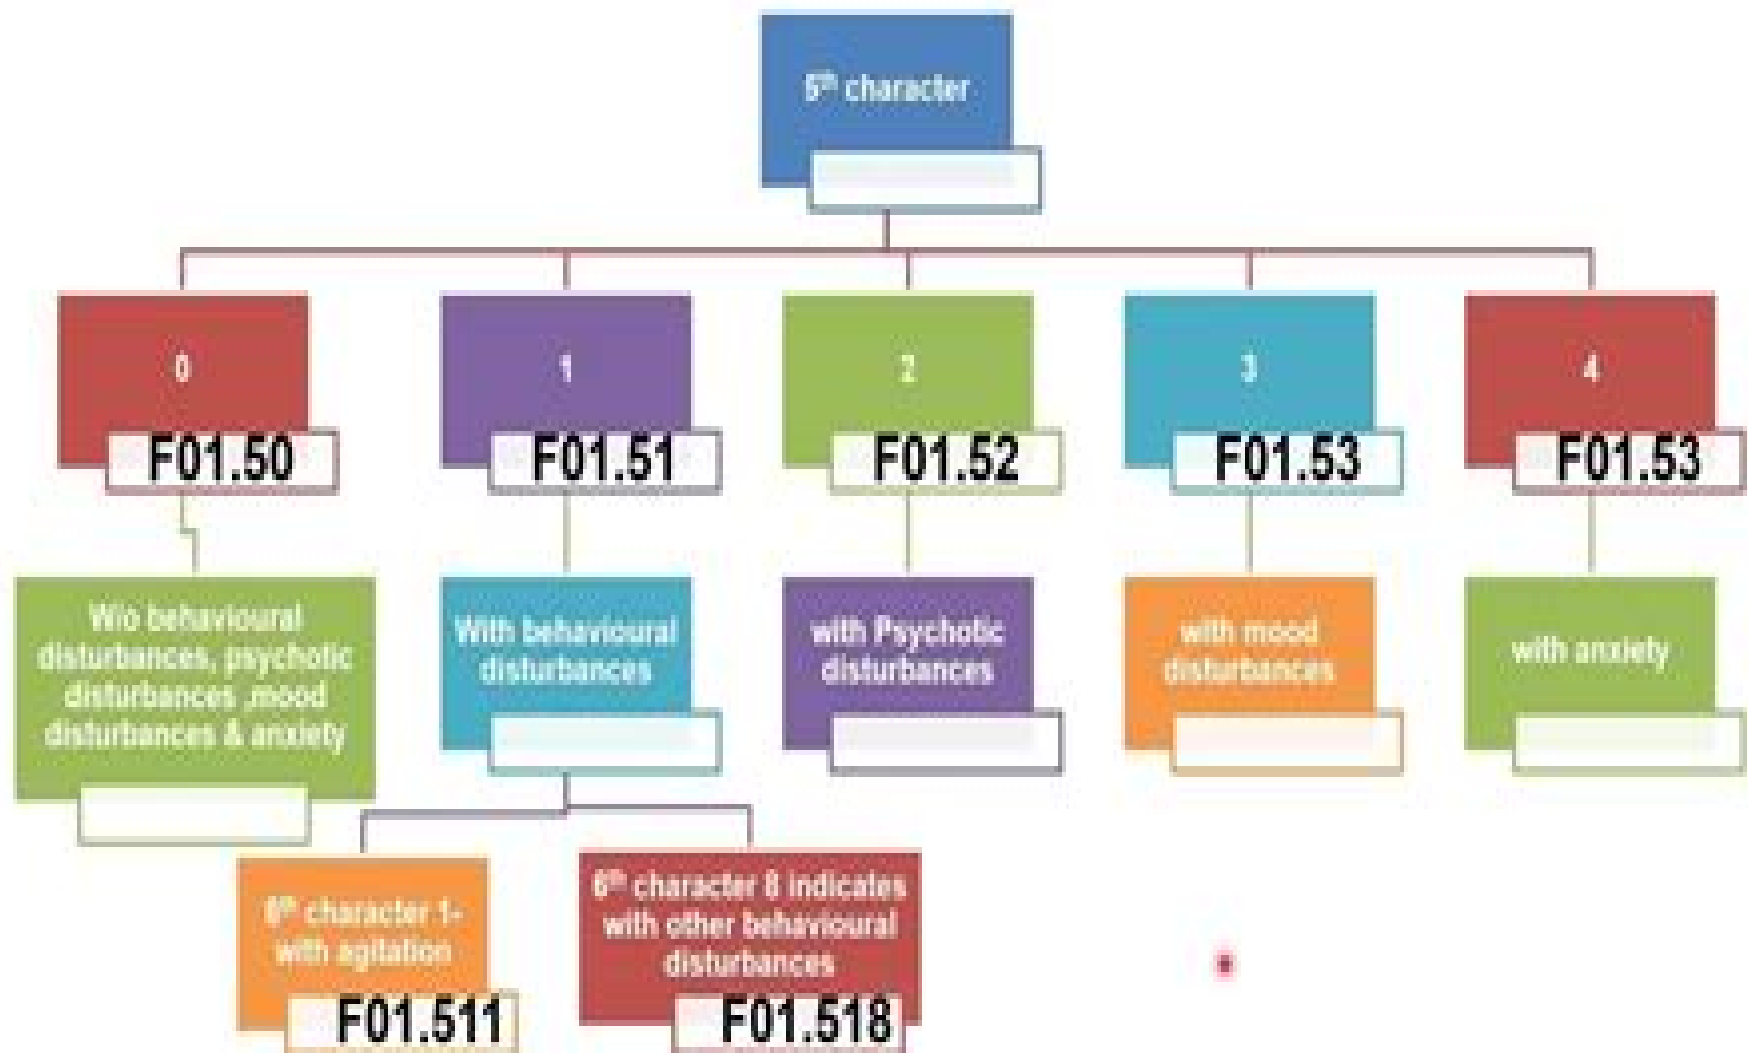 5th character
0
F01.50
1
F01.51
2
F01.52
3
F01.53
4
F01.53
W/o behavioural
disturbances, psychotic
disturbances ,mood
disturbances & anxiety
With behavioural
disturbances
with Psychotic
disturbances
with mood
disturbances
with anxiety
6th character 1-
with agitation
F01.511
6th character 8 indicates
with other behavioural
disturbances
F01.518